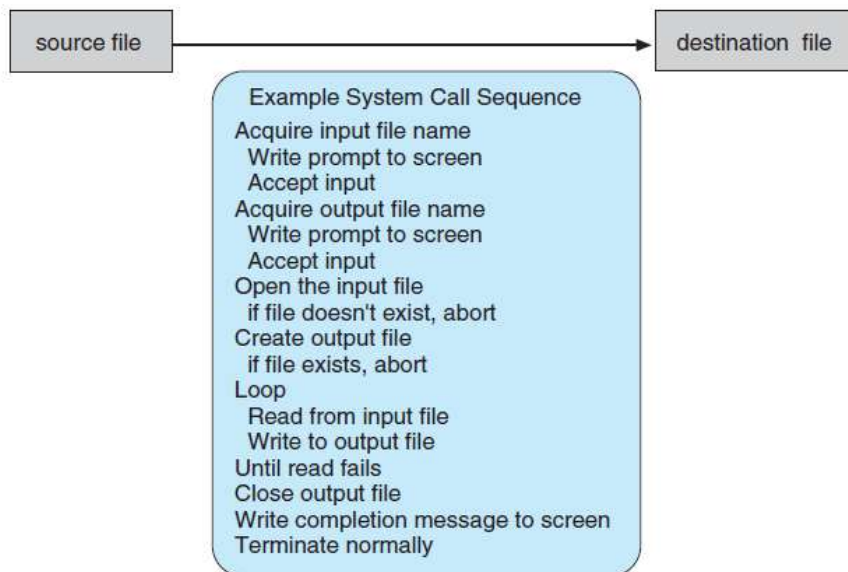 source file
destination file
Example System Call Sequence
Acquire input file name
Write prompt to screen
Accept input
Acquire output file name
Write prompt to screen
Accept input
Open the input file
if file doesn't exist, abort
Create output file
if file exists, abort
Loop
Read from input file
Write to output file
Until read fails
Close output file
Write completion message to screen
Terminate normally